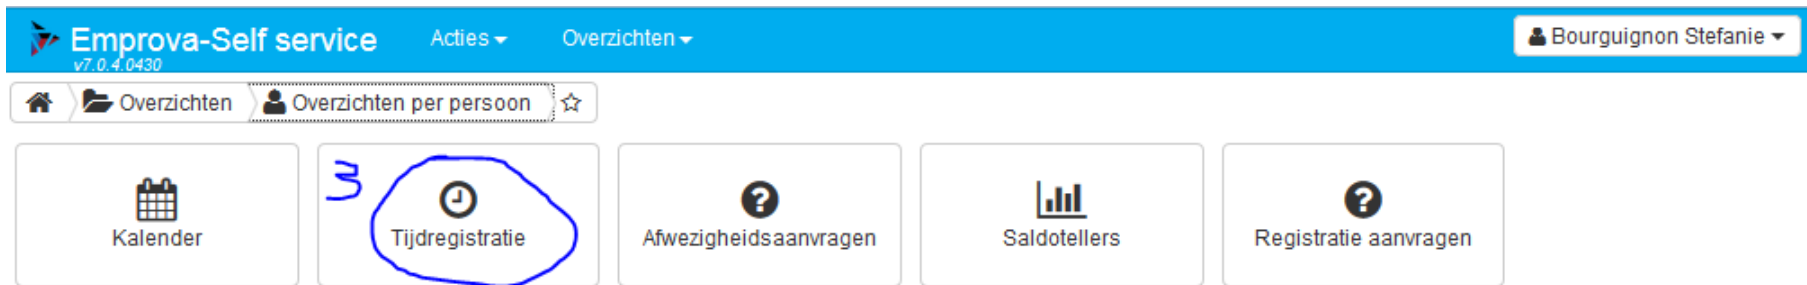 Emprova-Self service Acties Overzichten Bourguignon Stefanie
v7.0.4.0430
Overzichten Overzichten per persoon
3
Kalender Tijdregistratie Afwezigheidsaanvragen Saldotellers Registratie aanvragen